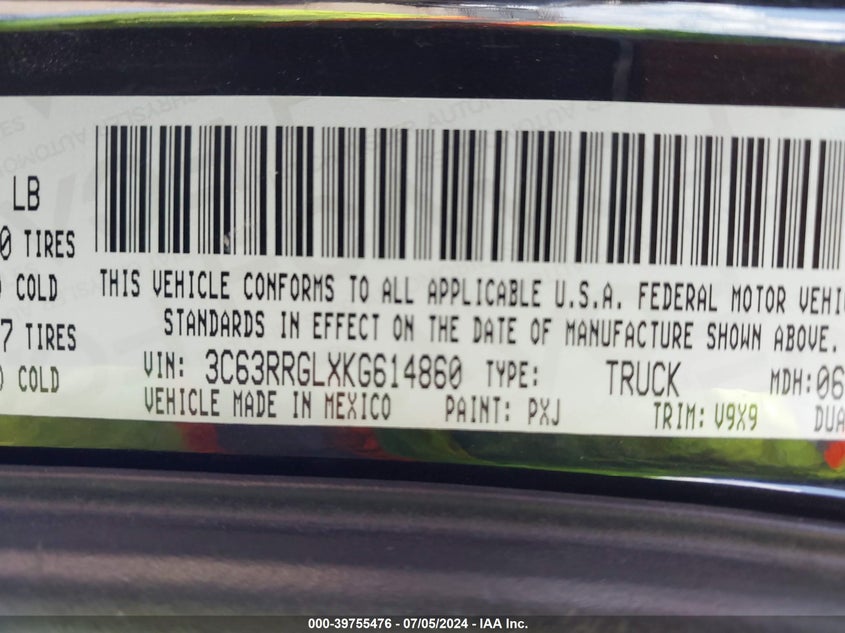 LB
0 TIRES
COLD
7 TIRES
COLD
THIS VEHICLE CONFORMS TO ALL APPLICABLE U.S.A. FEDERAL MOTOR VEHIC
STANDARDS IN EFFECT ON THE DATE OF MANUFACTURE SHOWN ABOVE.
VIN: 3C63RRGLXKG614860 TYPE: TRUCK MDH:06
VEHICLE MADE IN MEXICO PAINT: PXJ TRIM: V9X9 DUA
000-39755476 - 07/05/2024 - IAA Inc.